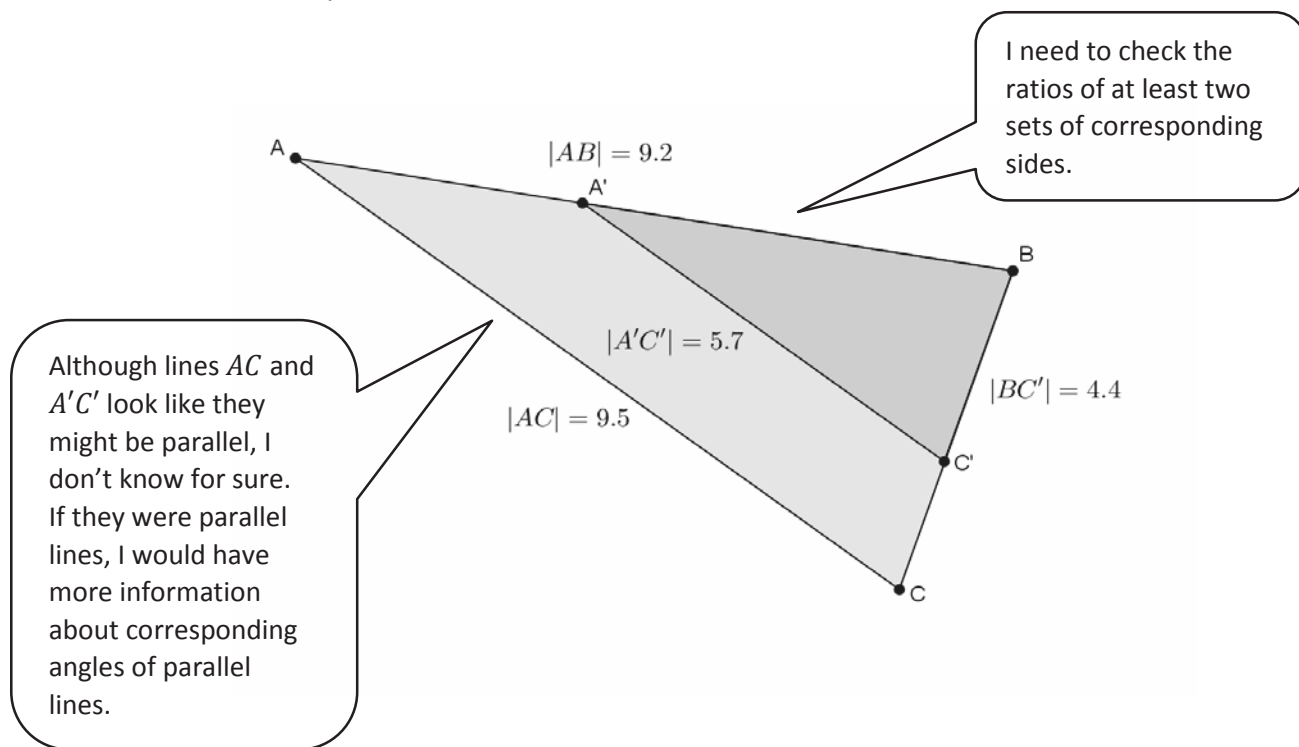 I need to check the
ratios of at least two
sets of corresponding
sides.
A
|AB| = 9.2
A'
B
|A'C'| = 5.7
|AC| = 9.5
|BC'| = 4.4
C'
C
Although lines AC and
A'C' look like they
might be parallel, I
don't know for sure.
If they were parallel
lines, I would have
more information
about corresponding
angles of parallel
lines.